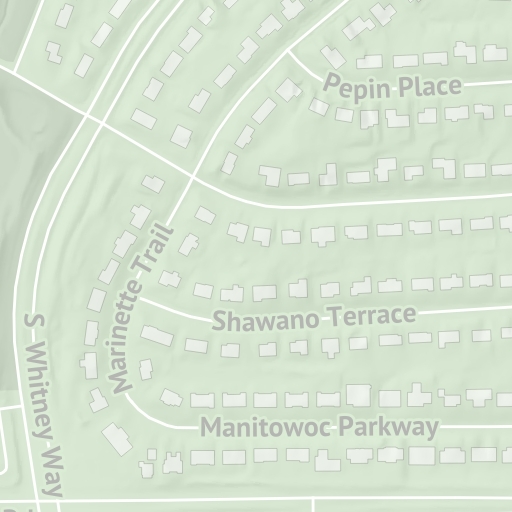 Pepin Place
Marinette Trail
Shawano Terrace
S Whitney Way
Manitowoc Parkway